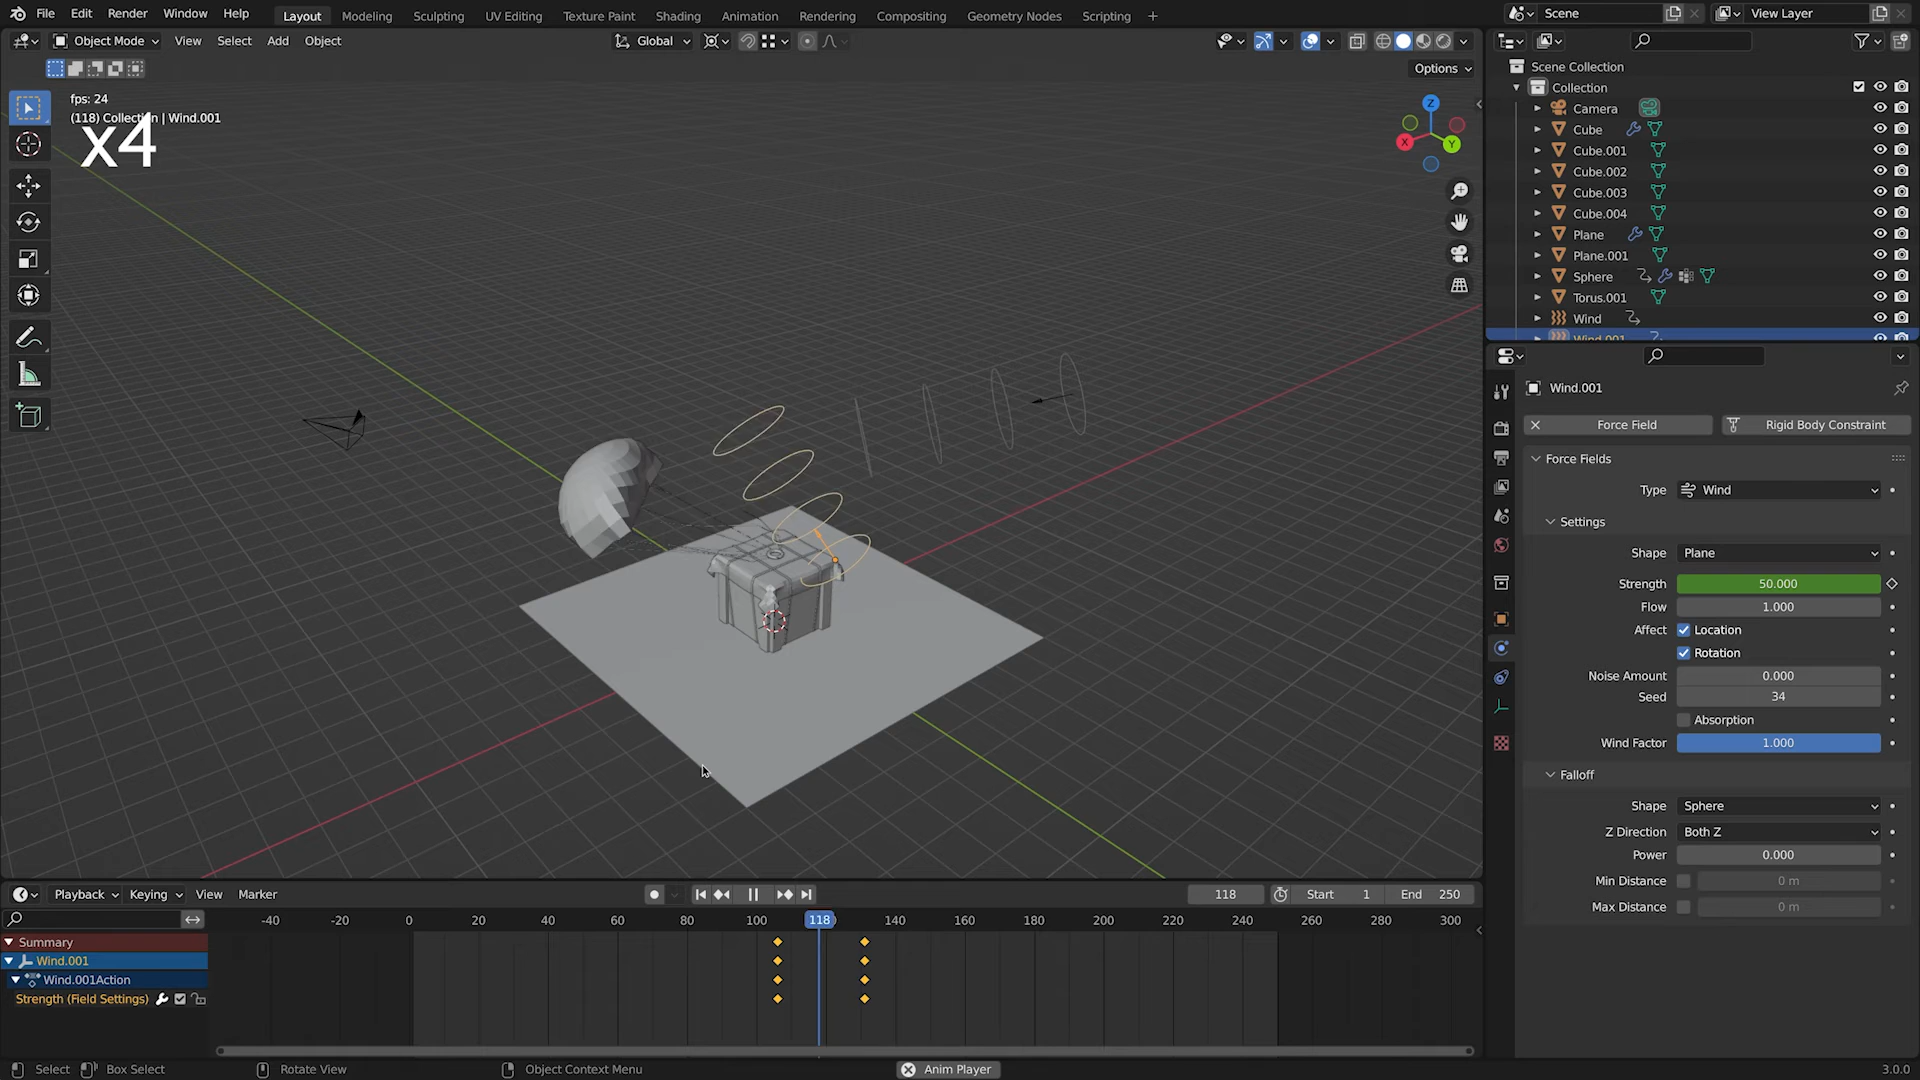 File Edit Render Window Help Layout Modeling Sculpting UV Editing Texture Paint Shading Animation Rendering Compositing Geometry Nodes Scripting + Scene View Layer
Object Mode View Select Add Object Global
Options
fps: 24
(118) Collection | Wind.001
x4
Z
X
Y
Scene Collection
Collection
Camera
Cube
Cube.001
Cube.002
Cube.003
Cube.004
Plane
Plane.001
Sphere
Torus.001
Wind
Wind.001
Wind.001
Force Field Rigid Body Constraint
Force Fields
Type Wind
Settings
Shape Plane
Strength 50.000
Flow 1.000
Affect Location
Rotation
Noise Amount 0.000
Seed 34
Absorption
Wind Factor 1.000
Falloff
Shape Sphere
Z Direction Both Z
Power 0.000
Min Distance 0 m
Max Distance 0 m
Playback Keying View Marker 118 Start 1 End 250
-40 -20 0 20 40 60 80 100 118 140 160 180 200 220 240 260 280 300
Summary
Wind.001
Wind.001Action
Strength (Field Settings)
Select Box Select Rotate View Object Context Menu Anim Player 3.0.0